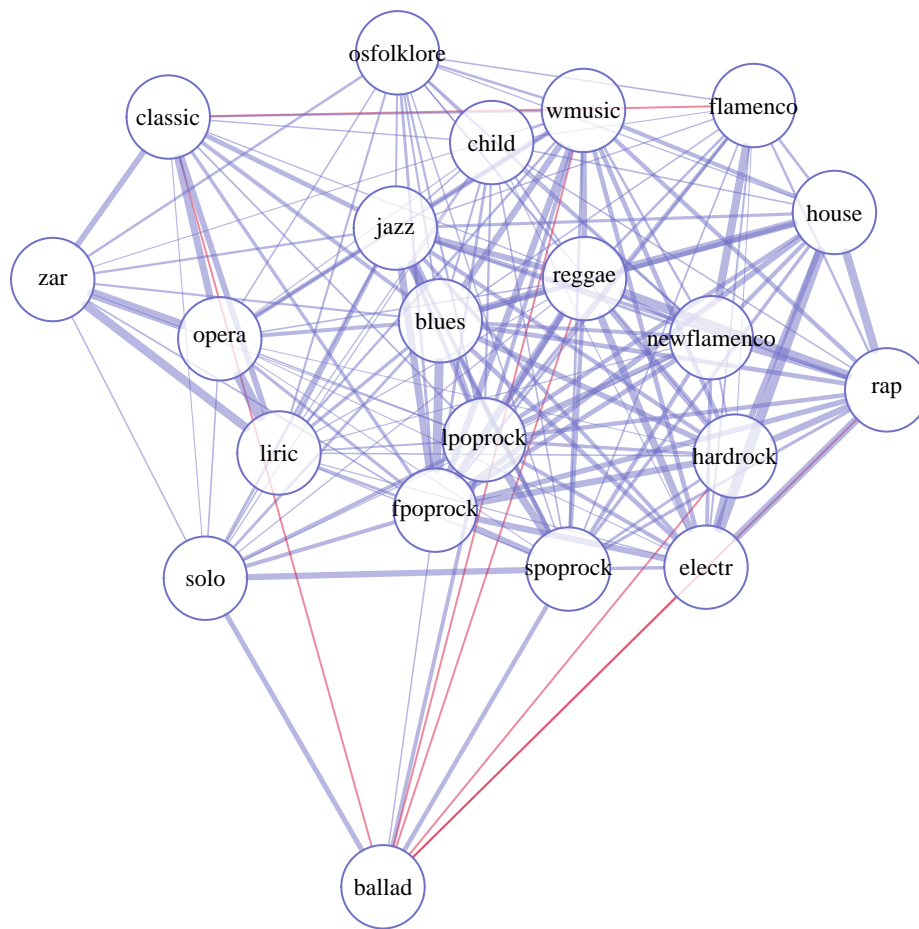 osfolklore
classic
wmusic
flamenco
child
jazz
house
zar
reggae
opera
blues
newflamenco
rap
liric
lpoprock
hardrock
fpoprock
solo
spoprock
electr
ballad